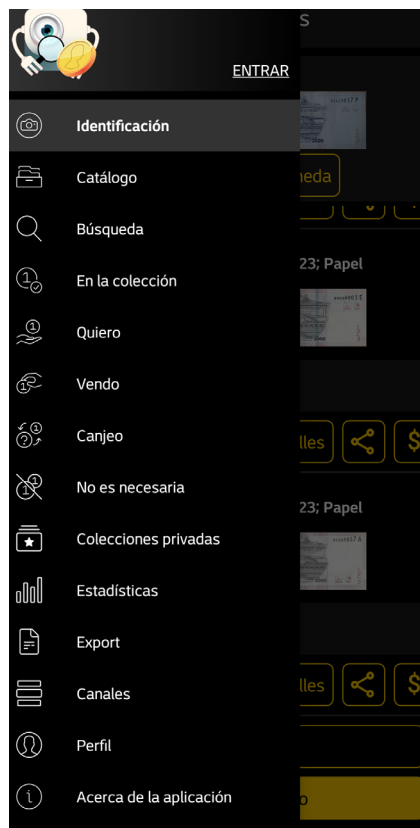 S
ENTRAR
Identificación
neda
Catálogo
Búsqueda
En la colección
23; Papel
Quiero
Vendo
Canjeo
lles
No es necesaria
23; Papel
Colecciones privadas
Estadísticas
Export
Canales
lles
Perfil
Acerca de la aplicación
o